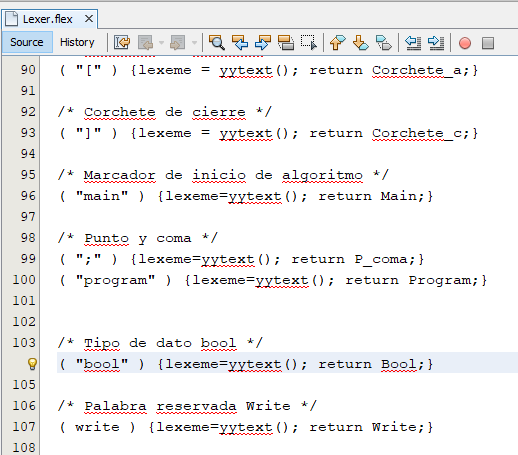 Lexer.flex
Source History
90 ( "[" ) {lexeme = yytext(); return Corchete_a;}
91
92 /* Corchete de cierre */
93 ( "]" ) {lexeme = yytext(); return Corchete_c;}
94
95 /* Marcador de inicio de algoritmo */
96 ( "main" ) {lexeme=yytext(); return Main;}
97
98 /* Punto y coma */
99 ( ";" ) {lexeme=yytext(); return P_coma;}
100 ( "program" ) {lexeme=yytext(); return Program;}
101
102
103 /* Tipo de dato bool */
( "bool" ) {lexeme=yytext(); return Bool;}
105
106 /* Palabra reservada Write */
107 ( write ) {lexeme=yytext(); return Write;}
108